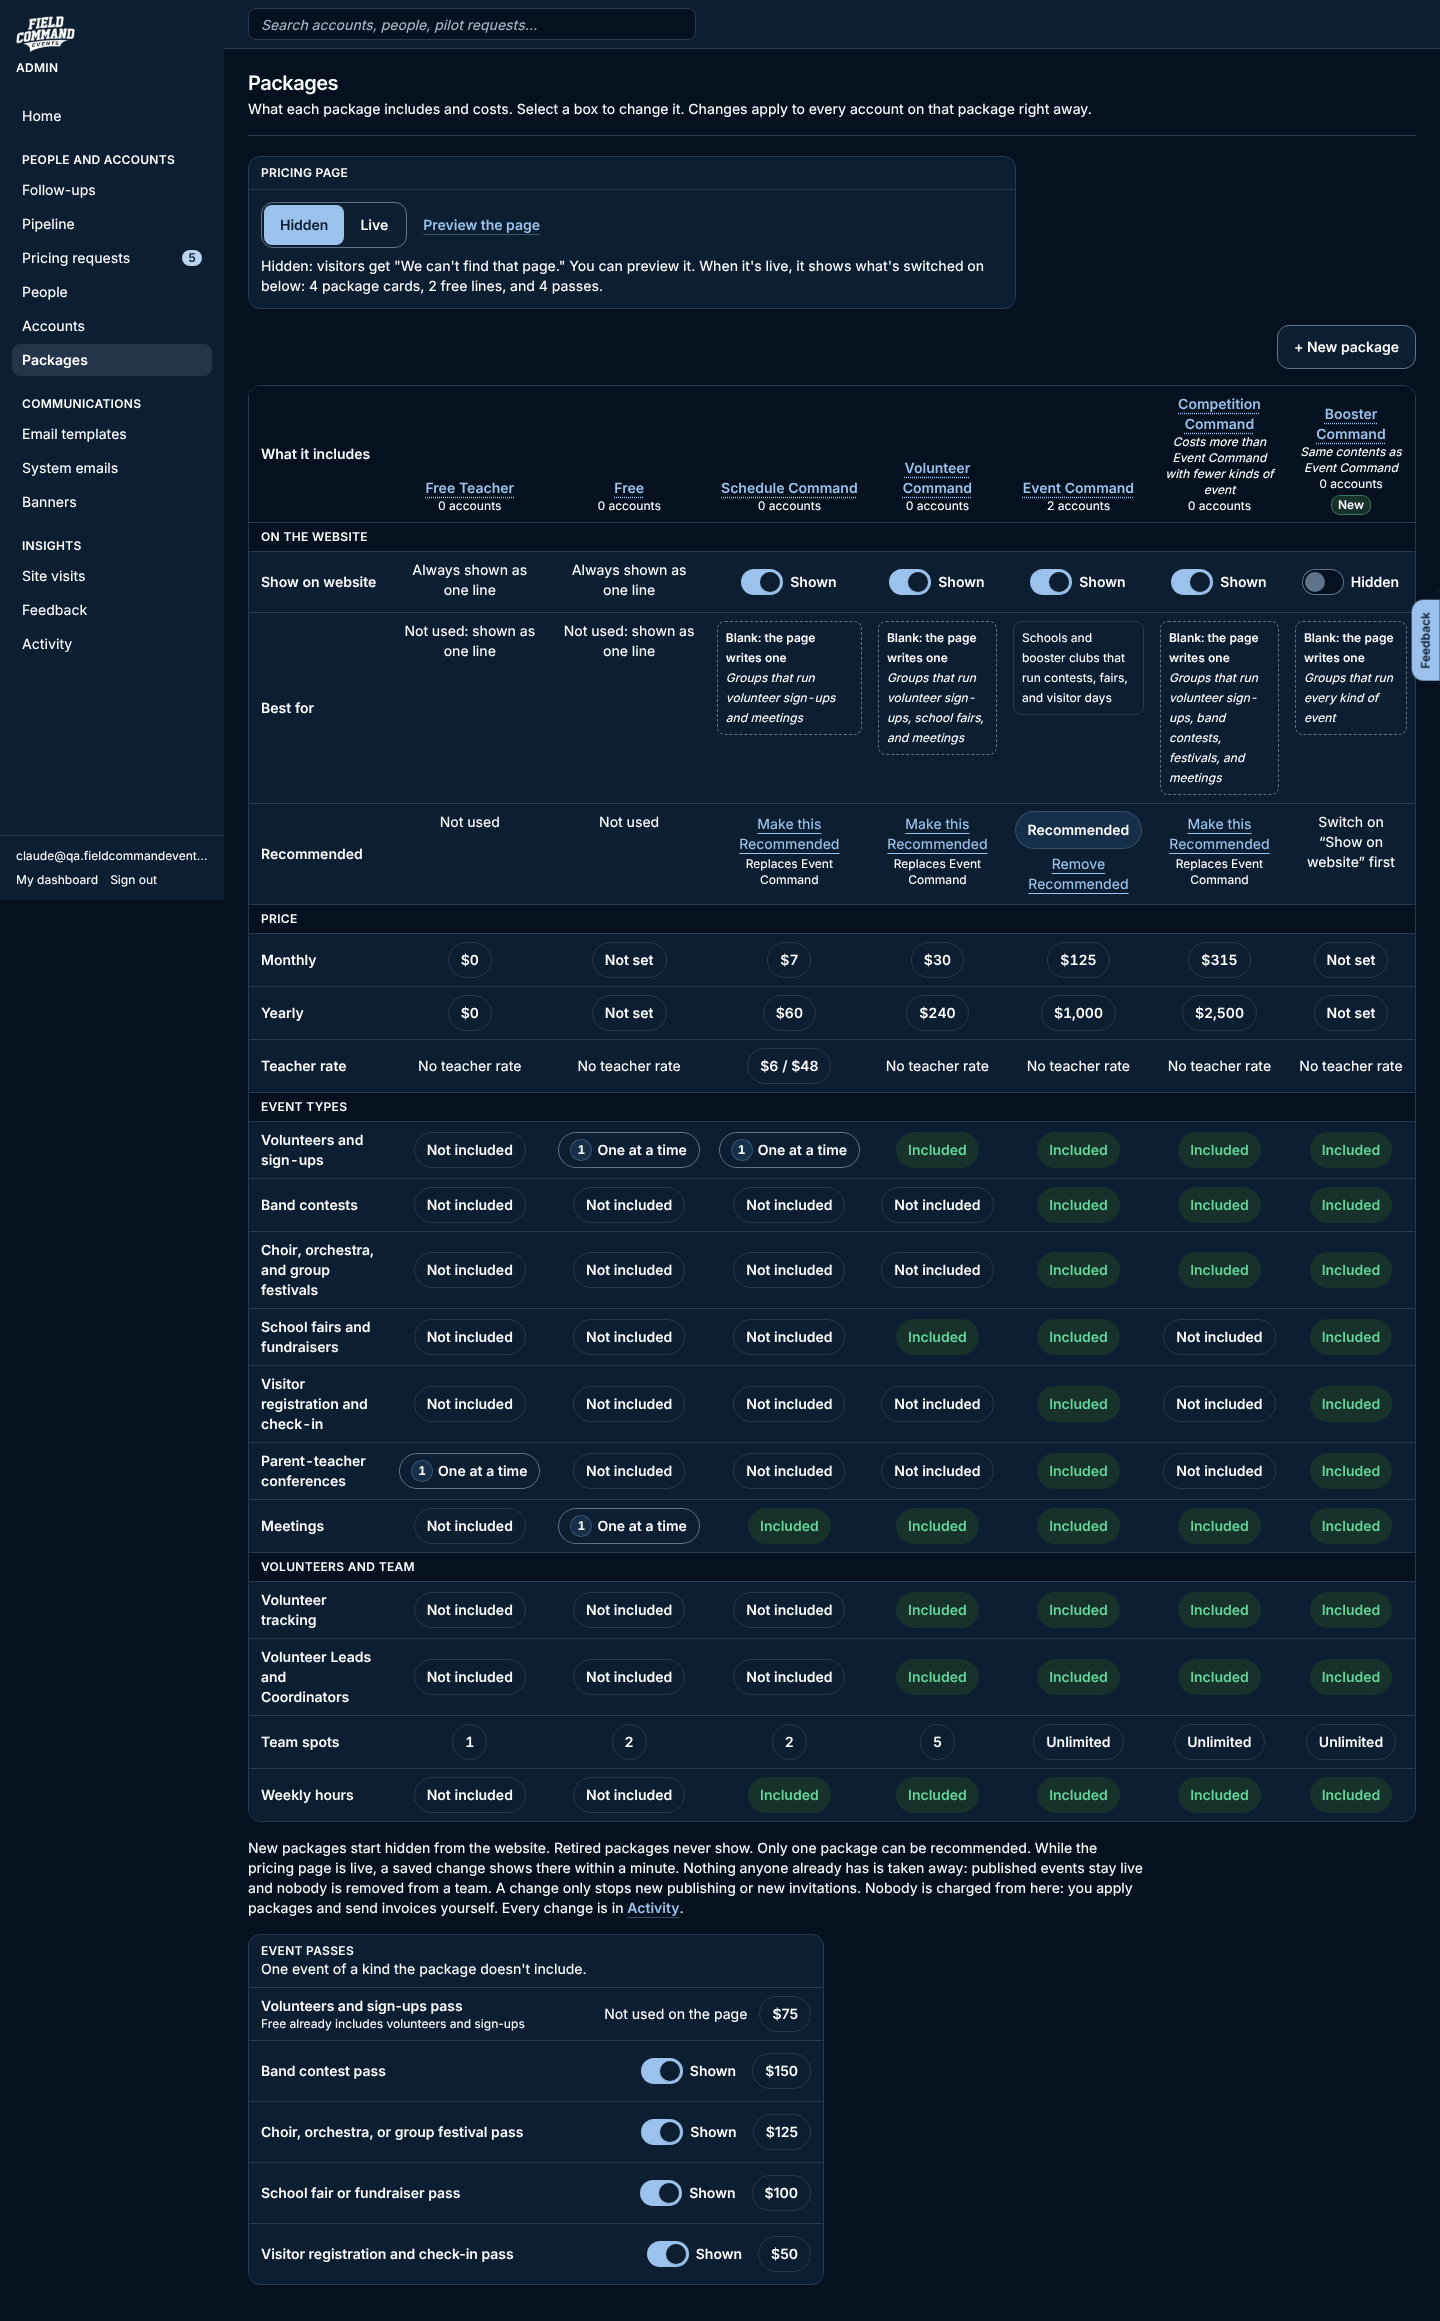 FIELD
COMMAND
EVENTS
ADMIN
Home
PEOPLE AND ACCOUNTS
Follow-ups
Pipeline
Pricing requests 5
People
Accounts
Packages
COMMUNICATIONS
Email templates
System emails
Banners
INSIGHTS
Site visits
Feedback
Activity
claude@qa.fieldcommandevent...
My dashboard Sign out
Search accounts, people, pilot requests...
Packages
What each package includes and costs. Select a box to change it. Changes apply to every account on that package right away.
PRICING PAGE
Hidden Live Preview the page
Hidden: visitors get "We can't find that page." You can preview it. When it's live, it shows what's switched on
below: 4 package cards, 2 free lines, and 4 passes.
+ New package
What it includes
Free Teacher
0 accounts
Free
0 accounts
Schedule Command
0 accounts
Volunteer
Command
0 accounts
Event Command
2 accounts
Competition
Command
Costs more than
Event Command
with fewer kinds of
event
0 accounts
Booster
Command
Same contents as
Event Command
0 accounts
New
ON THE WEBSITE
Show on website
Always shown as
one line
Always shown as
one line
Shown
Shown
Shown
Shown
Hidden
Best for
Not used: shown as
one line
Not used: shown as
one line
Blank: the page
writes one
Groups that run
volunteer sign-ups
and meetings
Blank: the page
writes one
Groups that run
volunteer sign-
ups, school fairs,
and meetings
Schools and
booster clubs that
run contests, fairs,
and visitor days
Blank: the page
writes one
Groups that run
volunteer sign-
ups, band
contests,
festivals, and
meetings
Blank: the page
writes one
Groups that run
every kind of
event
Recommended
Not used
Not used
Make this
Recommended
Replaces Event
Command
Make this
Recommended
Replaces Event
Command
Recommended
Remove
Recommended
Make this
Recommended
Replaces Event
Command
Switch on
“Show on
website” first
PRICE
Monthly $0 Not set $7 $30 $125 $315 Not set
Yearly $0 Not set $60 $240 $1,000 $2,500 Not set
Teacher rate No teacher rate No teacher rate $6 / $48 No teacher rate No teacher rate No teacher rate No teacher rate
EVENT TYPES
Volunteers and
sign-ups
Not included 1 One at a time 1 One at a time Included Included Included Included
Band contests Not included Not included Not included Not included Included Included Included
Choir, orchestra,
and group
festivals
Not included Not included Not included Not included Included Included Included
School fairs and
fundraisers
Not included Not included Not included Included Included Not included Included
Visitor
registration and
check-in
Not included Not included Not included Not included Included Not included Included
Parent-teacher
conferences
1 One at a time Not included Not included Not included Included Not included Included
Meetings Not included 1 One at a time Included Included Included Included Included
VOLUNTEERS AND TEAM
Volunteer
tracking
Not included Not included Not included Included Included Included Included
Volunteer Leads
and
Coordinators
Not included Not included Not included Included Included Included Included
Team spots 1 2 2 5 Unlimited Unlimited Unlimited
Weekly hours Not included Not included Included Included Included Included Included
New packages start hidden from the website. Retired packages never show. Only one package can be recommended. While the
pricing page is live, a saved change shows there within a minute. Nothing anyone already has is taken away: published events stay live
and nobody is removed from a team. A change only stops new publishing or new invitations. Nobody is charged from here: you apply
packages and send invoices yourself. Every change is in Activity.
EVENT PASSES
One event of a kind the package doesn't include.
Volunteers and sign-ups pass
Free already includes volunteers and sign-ups
Not used on the page $75
Band contest pass Shown $150
Choir, orchestra, or group festival pass Shown $125
School fair or fundraiser pass Shown $100
Visitor registration and check-in pass Shown $50
Feedback